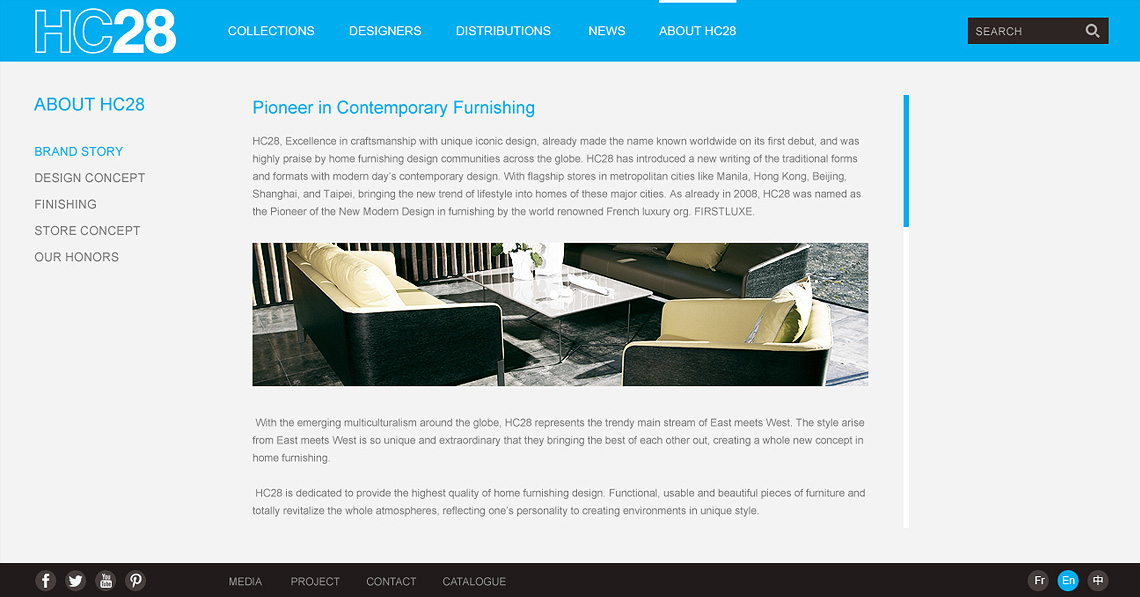 HC28
COLLECTIONS DESIGNERS DISTRIBUTIONS NEWS ABOUT HC28
SEARCH
ABOUT HC28
BRAND STORY
DESIGN CONCEPT
FINISHING
STORE CONCEPT
OUR HONORS
Pioneer in Contemporary Furnishing
HC28, Excellence in craftsmanship with unique iconic design, already made the name known worldwide on its first debut, and was
highly praise by home furnishing design communities across the globe. HC28 has introduced a new writing of the traditional forms
and formats with modern day's contemporary design. With flagship stores in metropolitan cities like Manila, Hong Kong, Beijing,
Shanghai, and Taipei, bringing the new trend of lifestyle into homes of these major cities. As already in 2008, HC28 was named as
the Pioneer of the New Modern Design in furnishing by the world renowned French luxury org. FIRSTLUXE.
With the emerging multiculturalism around the globe, HC28 represents the trendy main stream of East meets West. The style arise
from East meets West is so unique and extraordinary that they bringing the best of each other out, creating a whole new concept in
home furnishing.
HC28 is dedicated to provide the highest quality of home furnishing design. Functional, usable and beautiful pieces of furniture and
totally revitalize the whole atmospheres, reflecting one's personality to creating environments in unique style.
You Tube
MEDIA PROJECT CONTACT CATALOGUE
Fr En 中